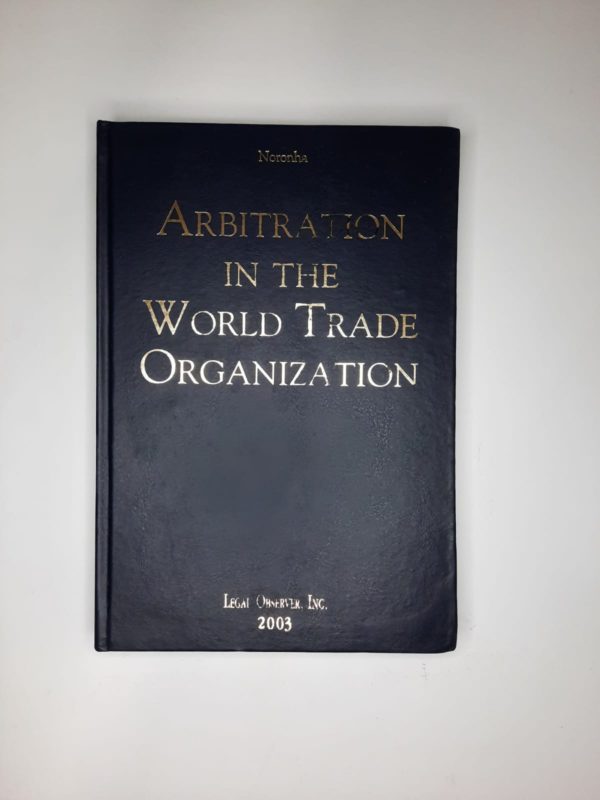 Noronha
ARBITRATION
IN THE
WORLD TRADE
ORGANIZATION
LEGAL OBSERVER, INC.
2003